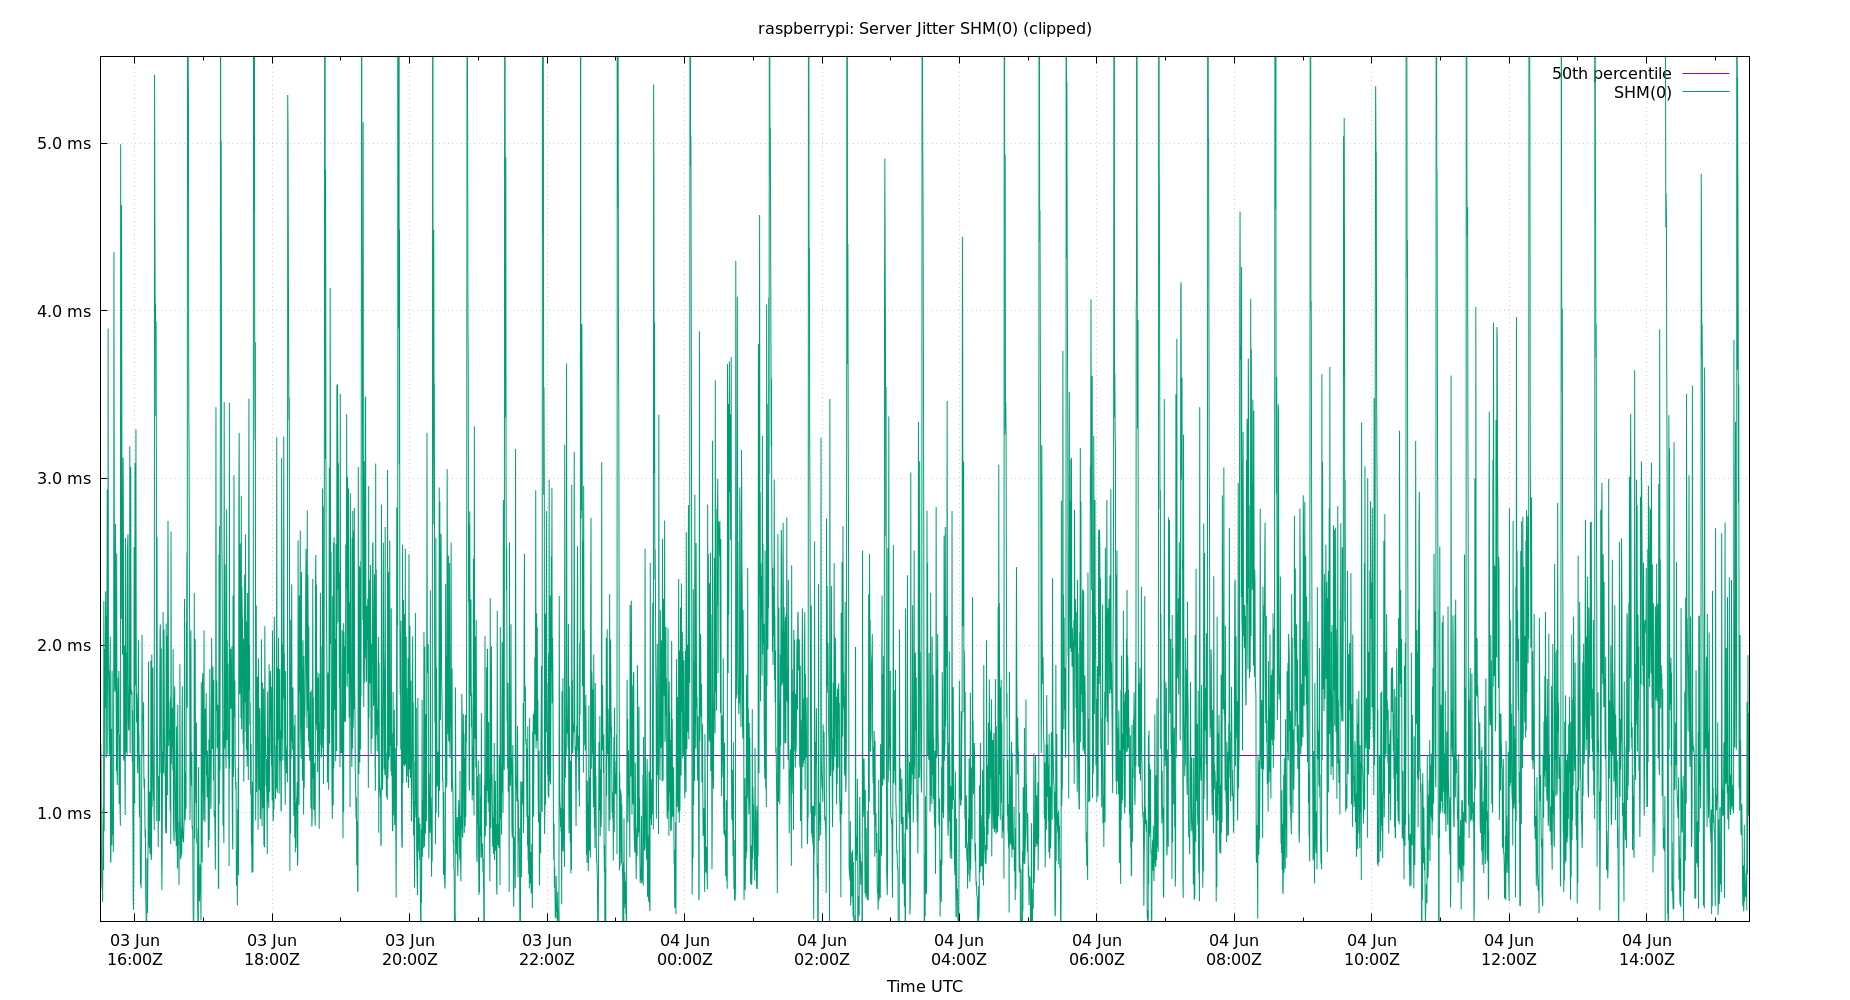 raspberrypi: Server Jitter SHM(0) (clipped)
50th percentile
SHM(0)
5.0 ms
4.0 ms
3.0 ms
2.0 ms
1.0 ms
03 Jun 03 Jun 03 Jun 03 Jun 04 Jun 04 Jun 04 Jun 04 Jun 04 Jun 04 Jun 04 Jun 04 Jun
16:00Z 18:00Z 20:00Z 22:00Z 00:00Z 02:00Z 04:00Z 06:00Z 08:00Z 10:00Z 12:00Z 14:00Z
Time UTC